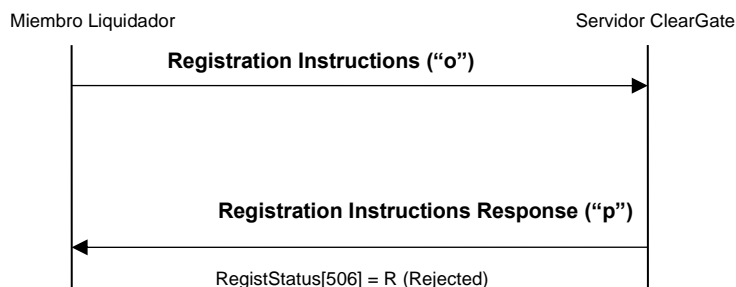 Miembro Liquidador
Servidor ClearGate
Registration Instructions (“o”)
Registration Instructions Response (“p”)
RegistStatus[506] = R (Rejected)